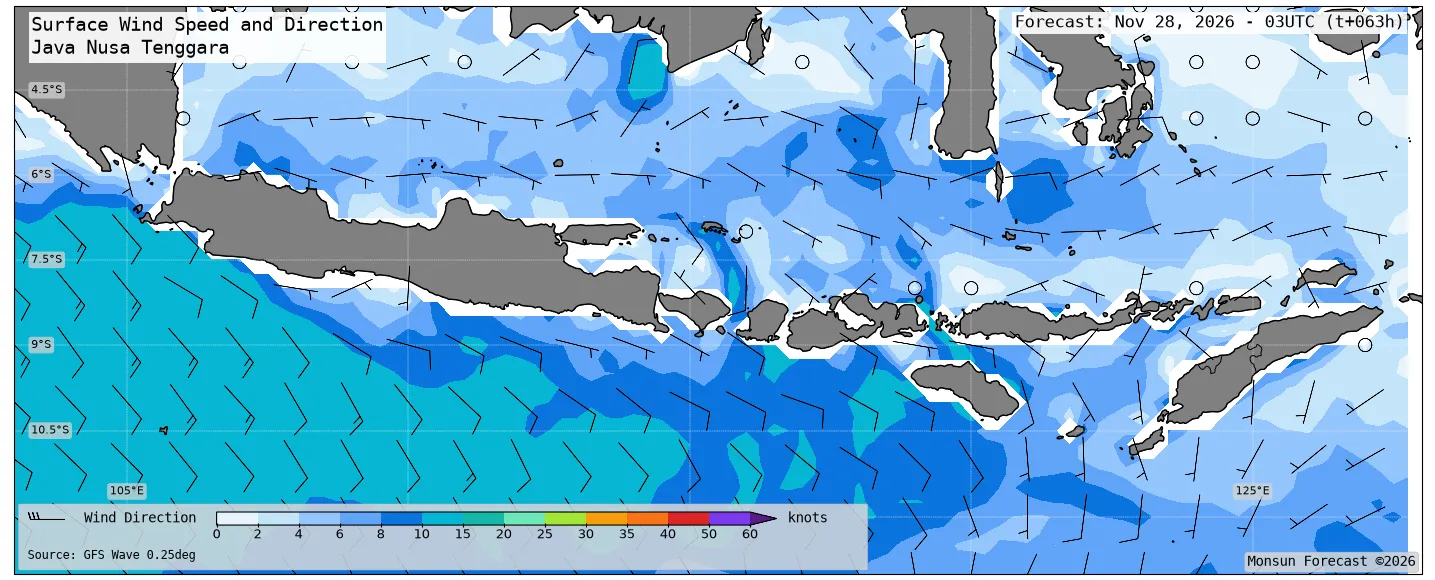 Surface Wind Speed and Direction
Java Nusa Tenggara
Forecast: Nov 28, 2026 - 03UTC (t+063h)
4.5°S
6°S
7.5°S
9°S
10.5°S
105°E
125°E
Wind Direction
0 2 4 6 8 10 15 20 25 30 35 40 50 60
knots
Source: GFS Wave 0.25deg
Monsun Forecast ©2026